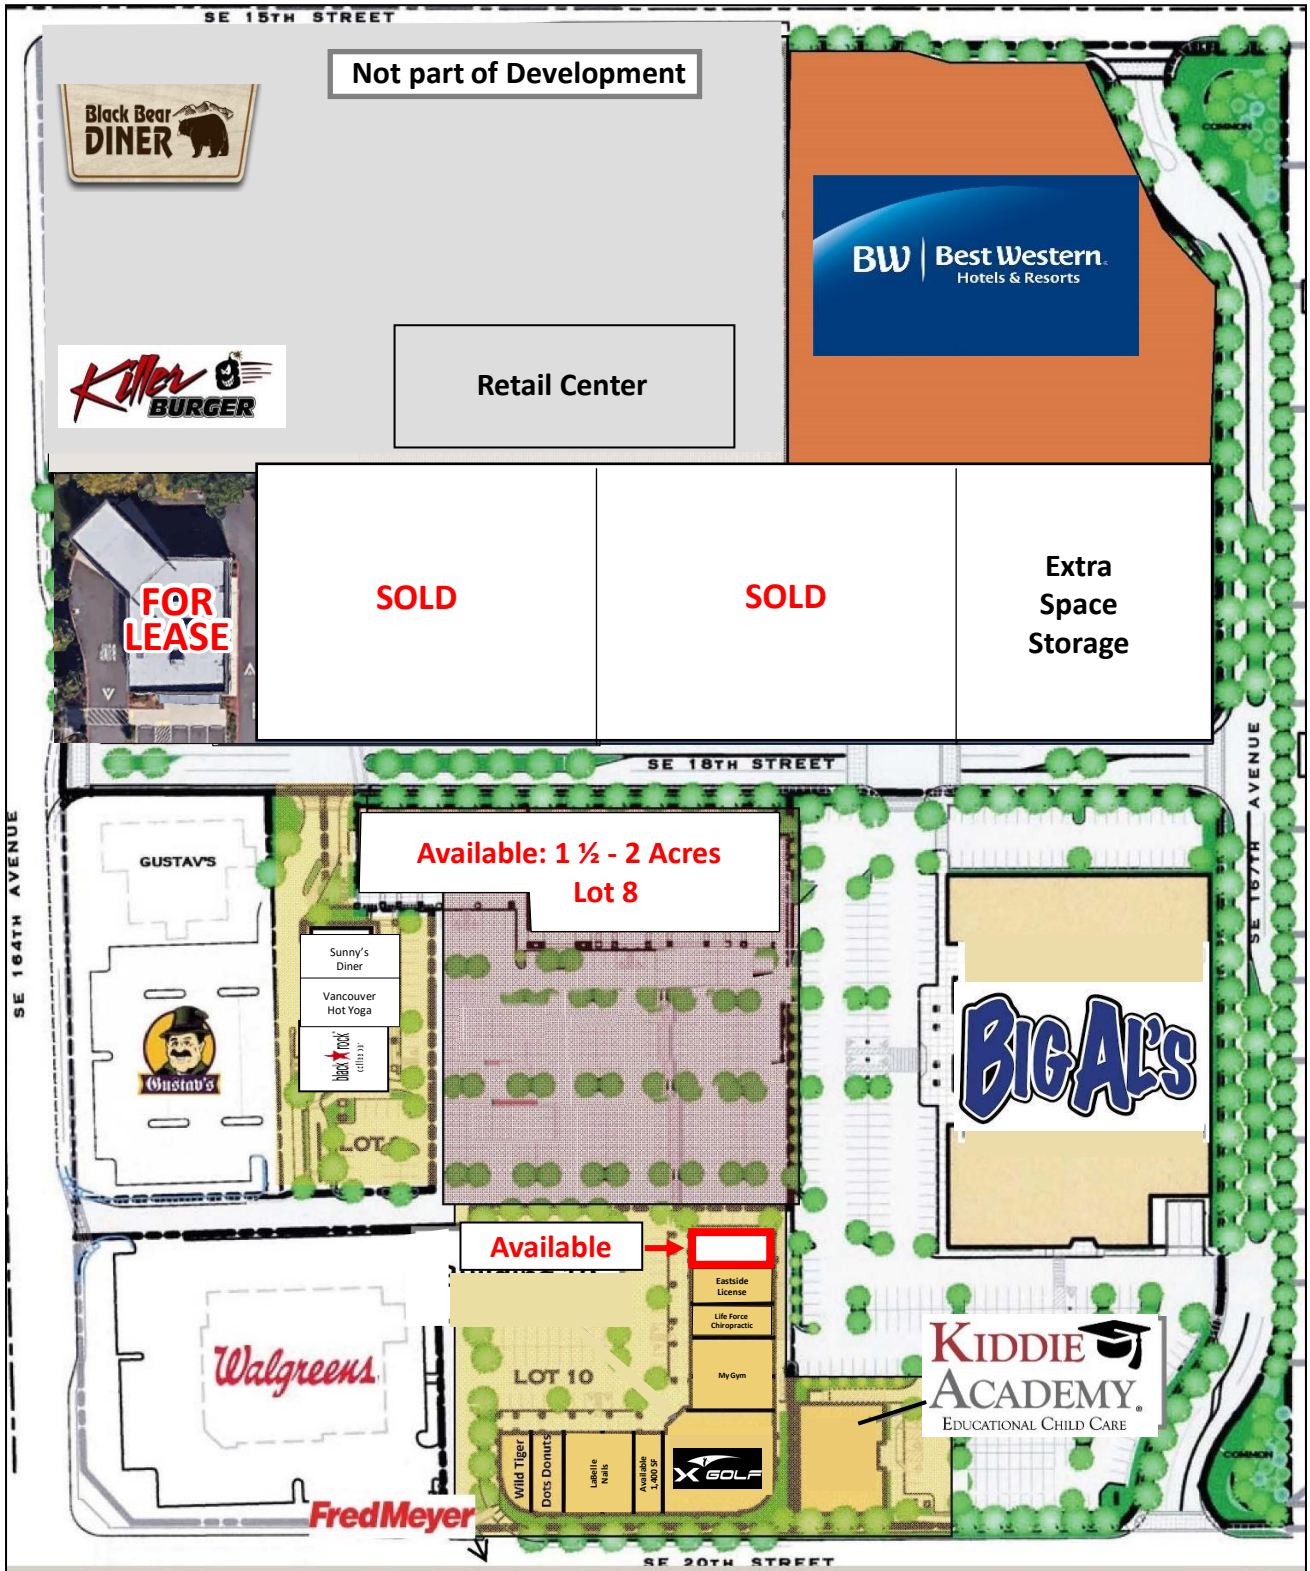 SE 15TH STREET
Not part of Development
Black Bear
DINER
COMMON
BW | Best Western
Hotels & Resorts
Killer
BURGER
Retail Center
FOR
LEASE
SOLD
SOLD
Extra
Space
Storage
SE 18TH STREET
SE 164TH AVENUE
SE 167TH AVENUE
GUSTAV'S
Available: 1 ½ - 2 Acres
Lot 8
Sunny's
Diner
Vancouver
Hot Yoga
black rock
coffee bar
Gustav's
BIG AL'S
LOT
Available
Eastside
License
Life Force
Chiropractic
My Gym
Walgreens
LOT 10
KIDDIE
ACADEMY®
EDUCATIONAL CHILD CARE
Wild Tiger
Dots Donuts
LaBelle
Nails
Available
1,400 SF
X GOLF
COMMON
FredMeyer
SE 20TH STREET